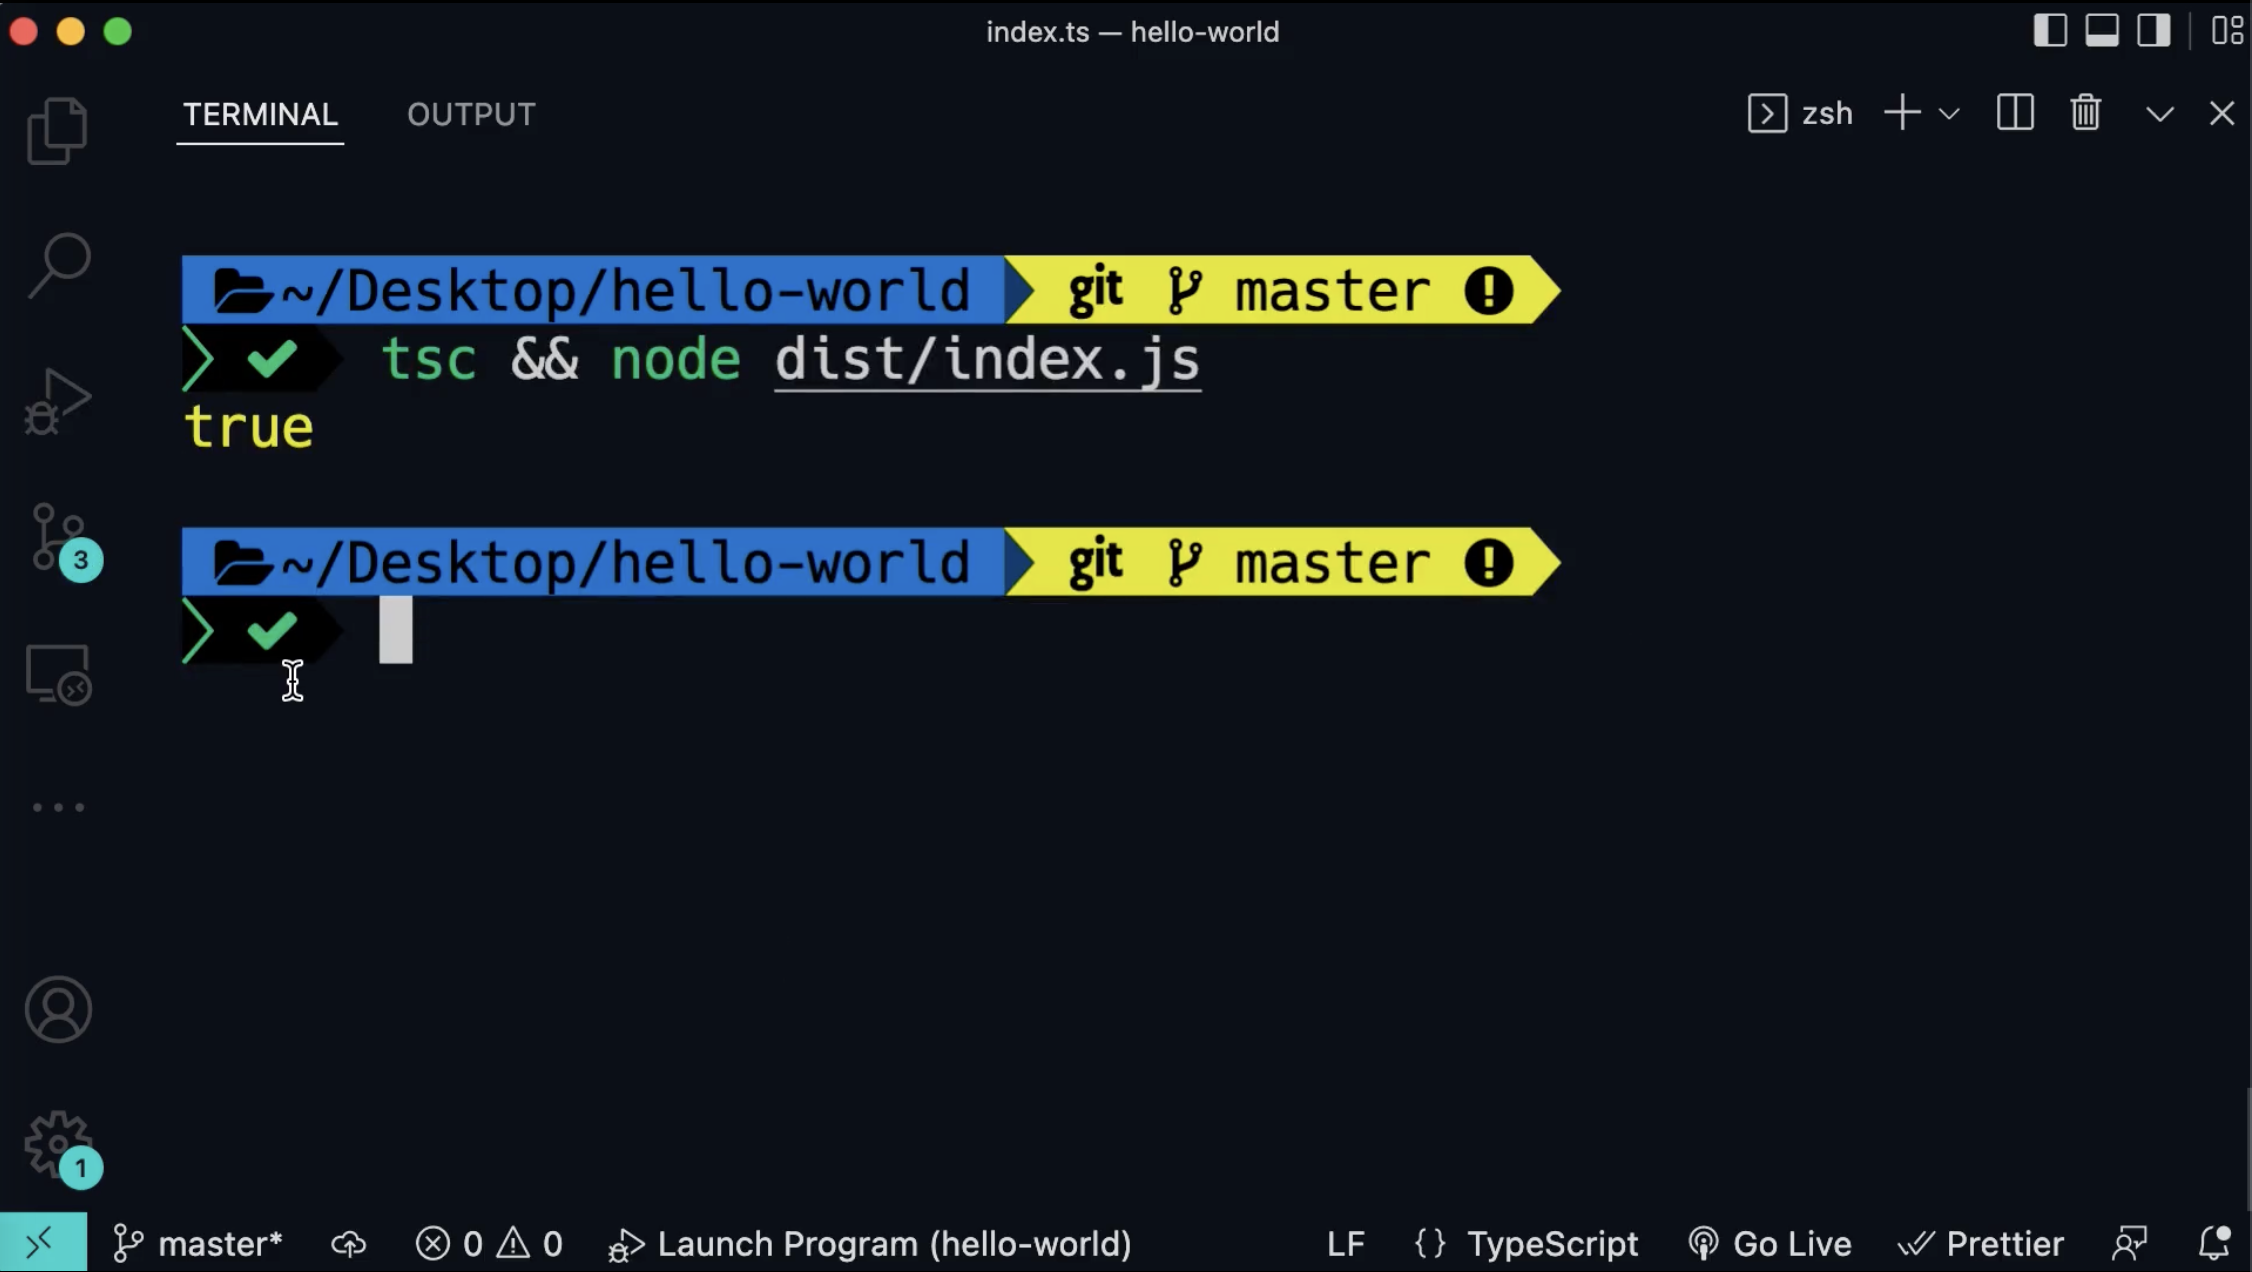 index.ts — hello-world
TERMINAL OUTPUT
zsh
~/Desktop/hello-world git master
tsc && node dist/index.js
true
~/Desktop/hello-world git master
3
1
master* 0 0 Launch Program (hello-world) LF {} TypeScript Go Live Prettier